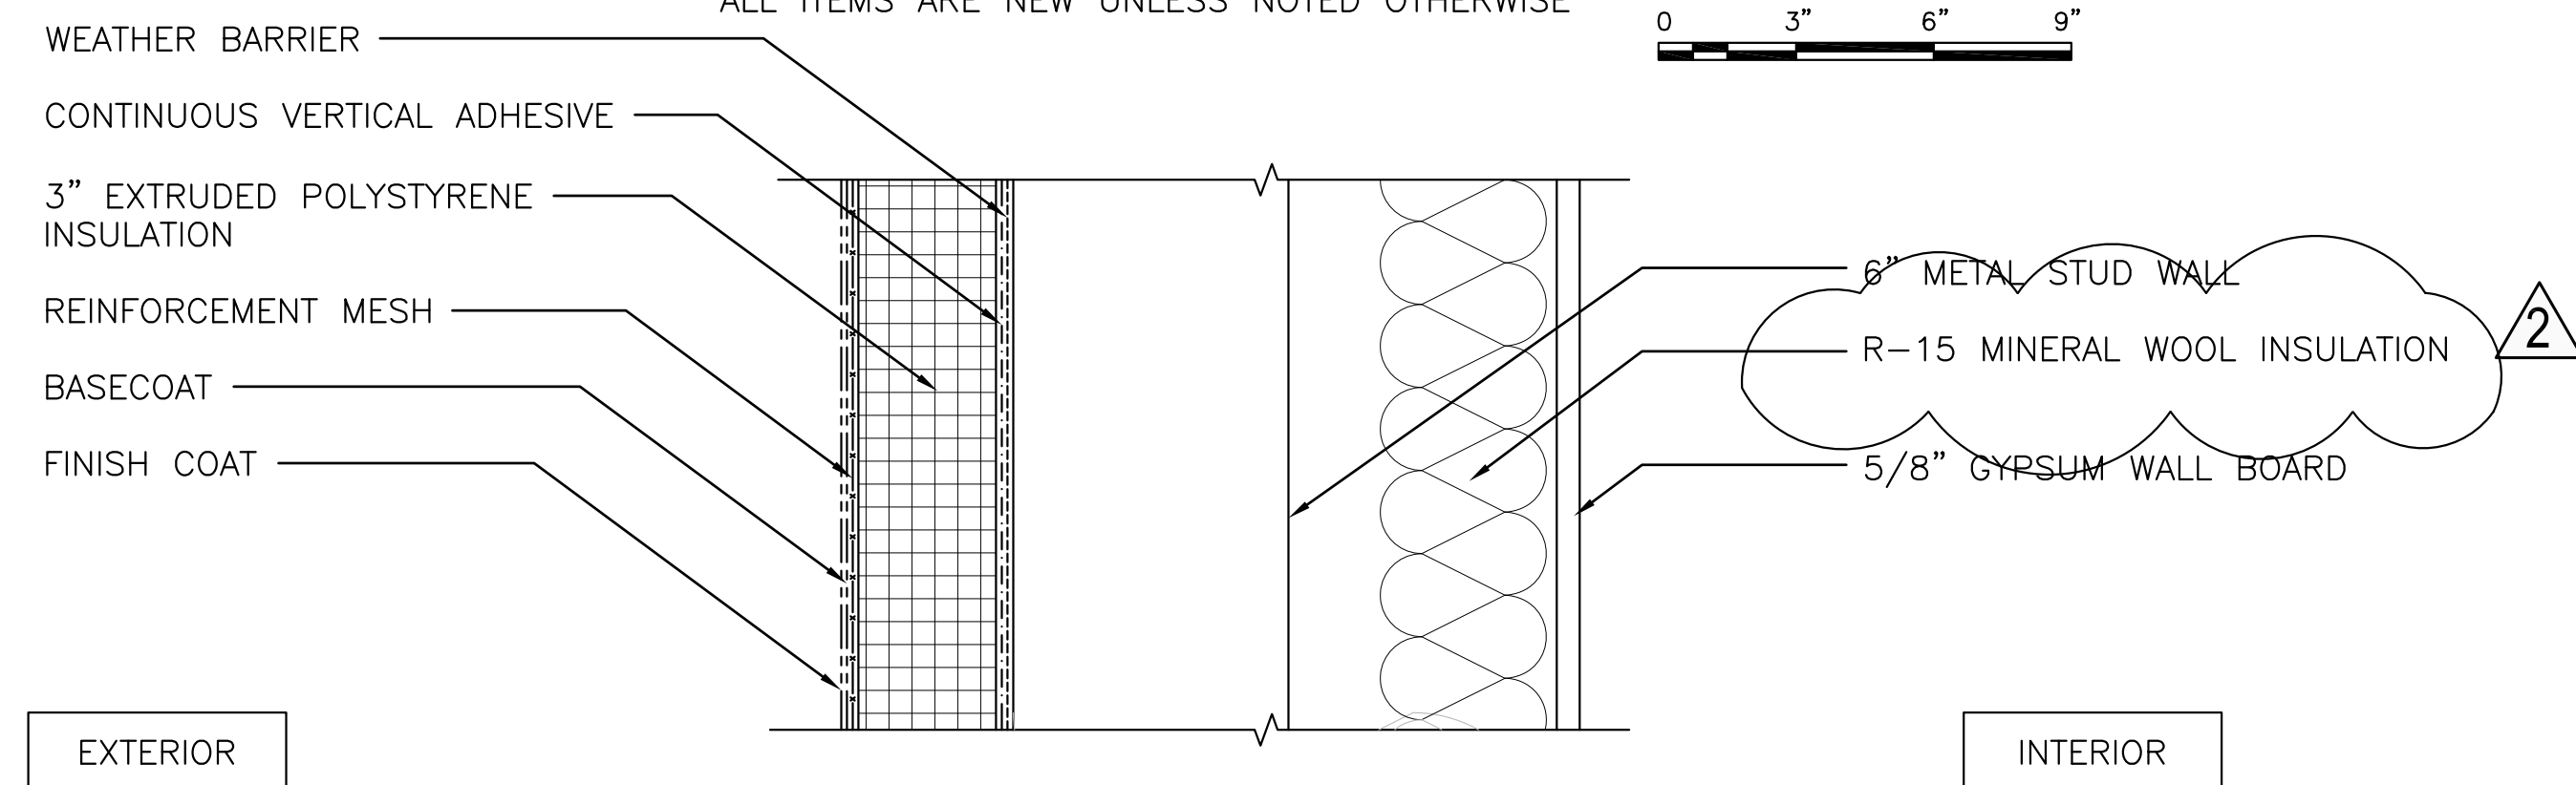 ALL ITEMS ARE NEW UNLESS NOTED OTHERWISE
0 3” 6” 9”
WEATHER BARRIER
CONTINUOUS VERTICAL ADHESIVE
3” EXTRUDED POLYSTYRENE
INSULATION
REINFORCEMENT MESH
BASECOAT
FINISH COAT
6” METAL STUD WALL
R-15 MINERAL WOOL INSULATION
2
5/8” GYPSUM WALL BOARD
EXTERIOR
INTERIOR